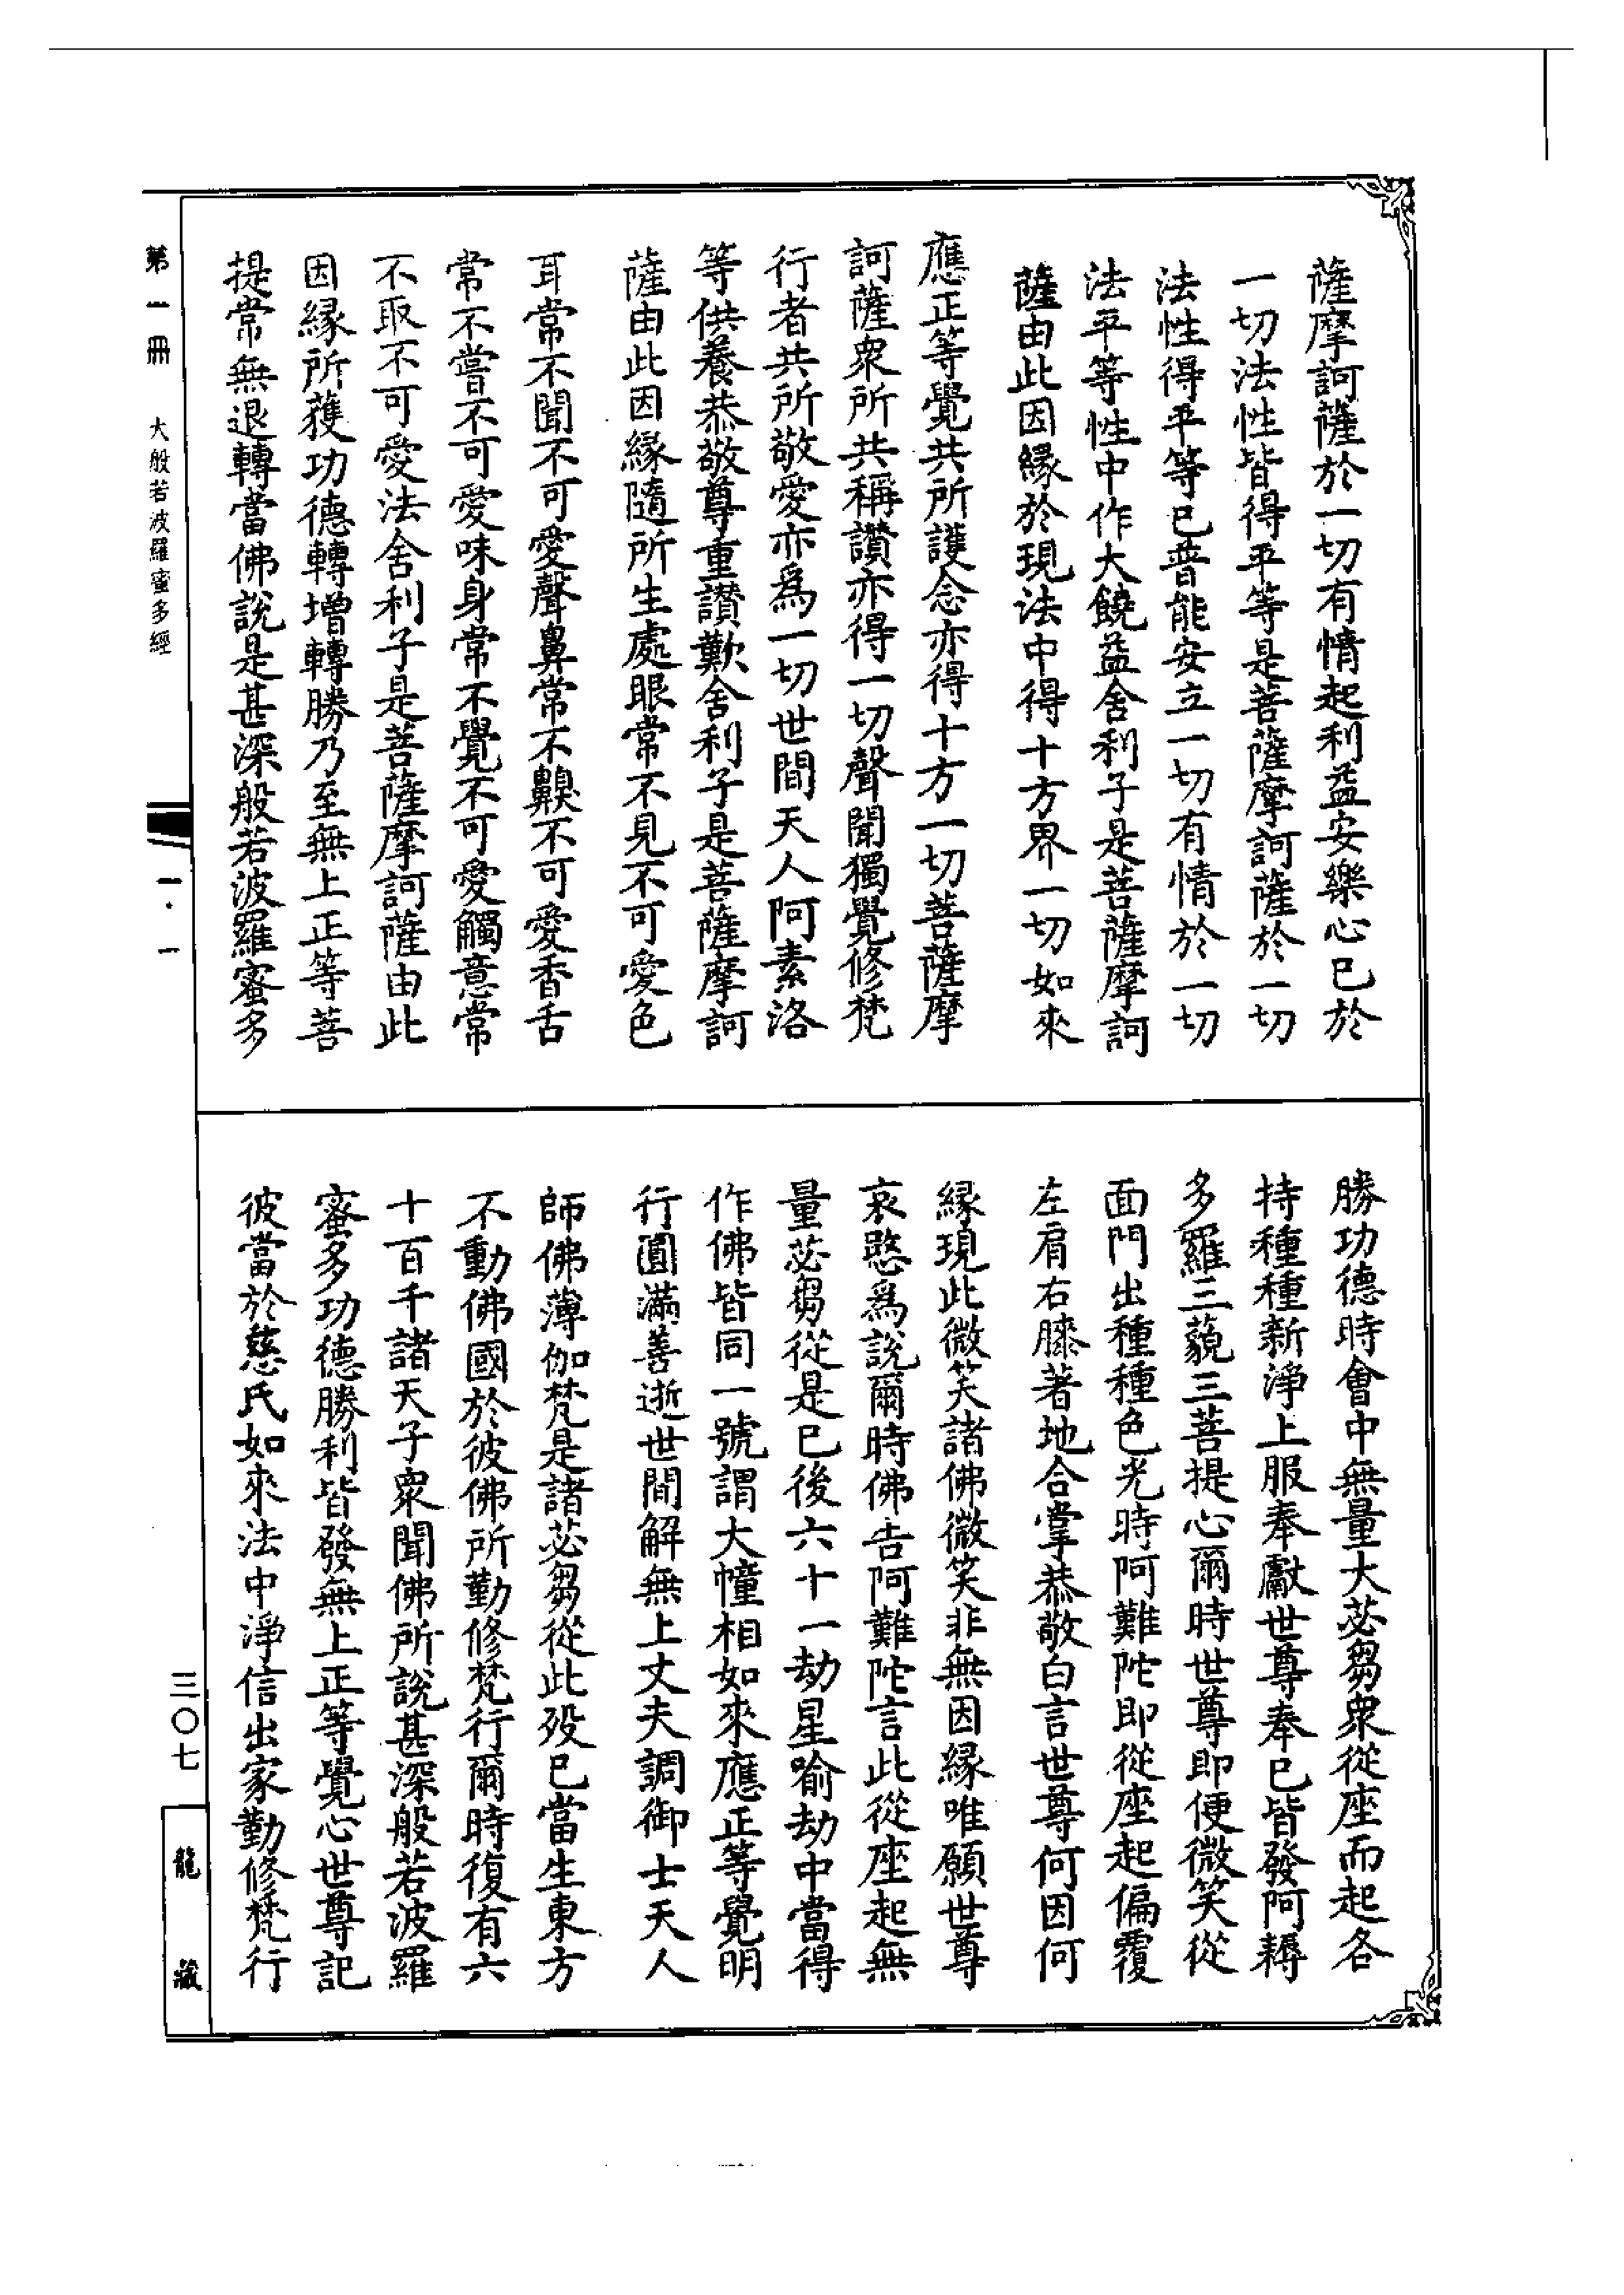 薩摩訶薩於一切有情起利益安樂心已於
一切法性皆得平等是菩薩摩訶薩於一切
法性得平等已普能安立一切有情於一切
法平等性中作大饒益舍利子是菩薩摩訶
薩由此因緣於現法中得十方界一切如來
應正等覺共所護念亦得十方一切菩薩摩
訶薩眾所共稱讚亦得一切聲聞獨覺修梵
行者共所敬愛亦為一切世間天人阿素洛
等供養恭敬尊重讚歎舍利子是菩薩摩訶
薩由此因緣隨所生處眼常不見不可愛色
耳常不聞不可愛聲鼻常不齅不可愛香舌
常不嘗不可愛味身常不覺不可愛觸意常
不取不可愛法舍利子是菩薩摩訶薩由此
因緣所獲功德轉增轉勝乃至無上正等菩
提常無退轉當佛說是甚深般若波羅蜜多
勝功德時會中無量大苾芻眾從座而起各
持種種新淨上服奉獻世尊奉已皆發阿耨
多羅三藐三菩提心爾時世尊即便微笑從
面門出種種色光時阿難陀即從座起偏覆
左肩右膝著地合掌恭敬白言世尊何因何
緣現此微笑諸佛微笑非無因緣唯願世尊
哀愍為說爾時佛告阿難陀言此從座起無
量苾芻從是已後六十一劫星喻劫中當得
作佛皆同一號謂大幢相如來應正等覺明
行圓滿善逝世間解無上丈夫調御士天人
師佛薄伽梵是諸苾芻從此歿已當生東方
不動佛國於彼佛所勤修梵行爾時復有六
十百千諸天子眾聞佛所說甚深般若波羅
蜜多功德勝利皆發無上正等覺心世尊記
彼當於慈氏如來法中淨信出家勤修梵行
第一冊 大般若波羅蜜多經
一·一
三〇七
龍藏